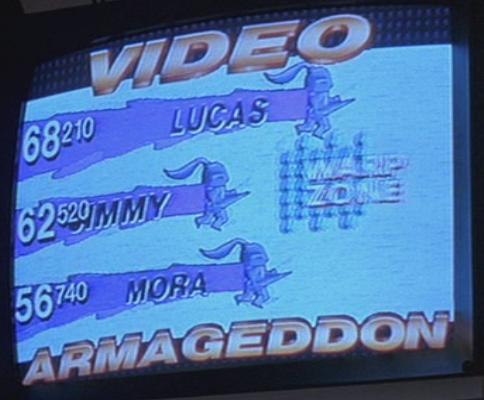 VIDEO
68210 LUCAS
WARP
ZONE
62520 JIMMY
56740 MORA
ARMAGEDDON